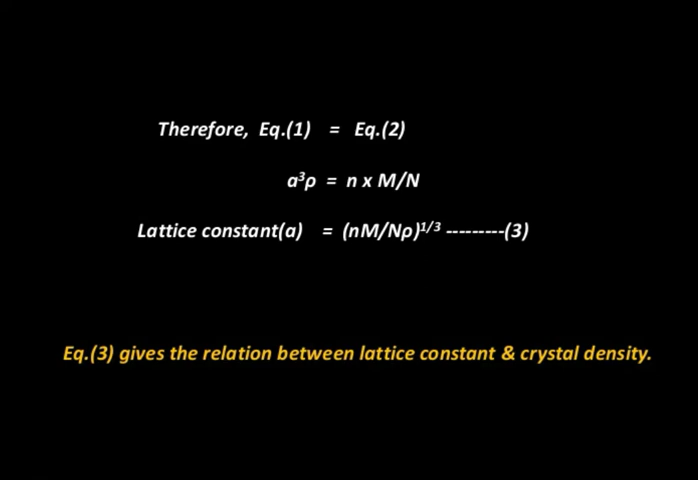 Therefore, Eq.(1) = Eq.(2)
a³ρ = n x M/N
Lattice constant(a) = (nM/Nρ)¹/³ ---------(3)
Eq.(3) gives the relation between lattice constant & crystal density.